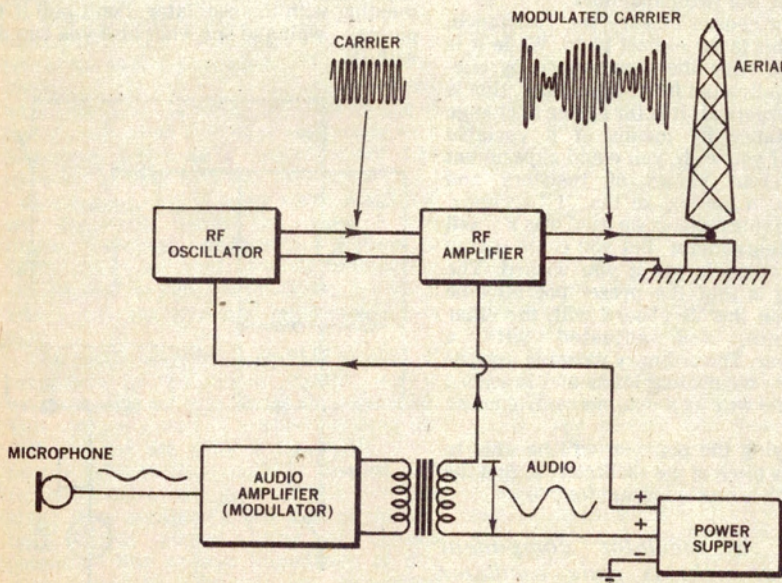 MODULATED CARRIER
CARRIER
AERIAL
RF
OSCILLATOR
RF
AMPLIFIER
MICROPHONE
AUDIO
AMPLIFIER
(MODULATOR)
AUDIO
+
+
−
POWER
SUPPLY